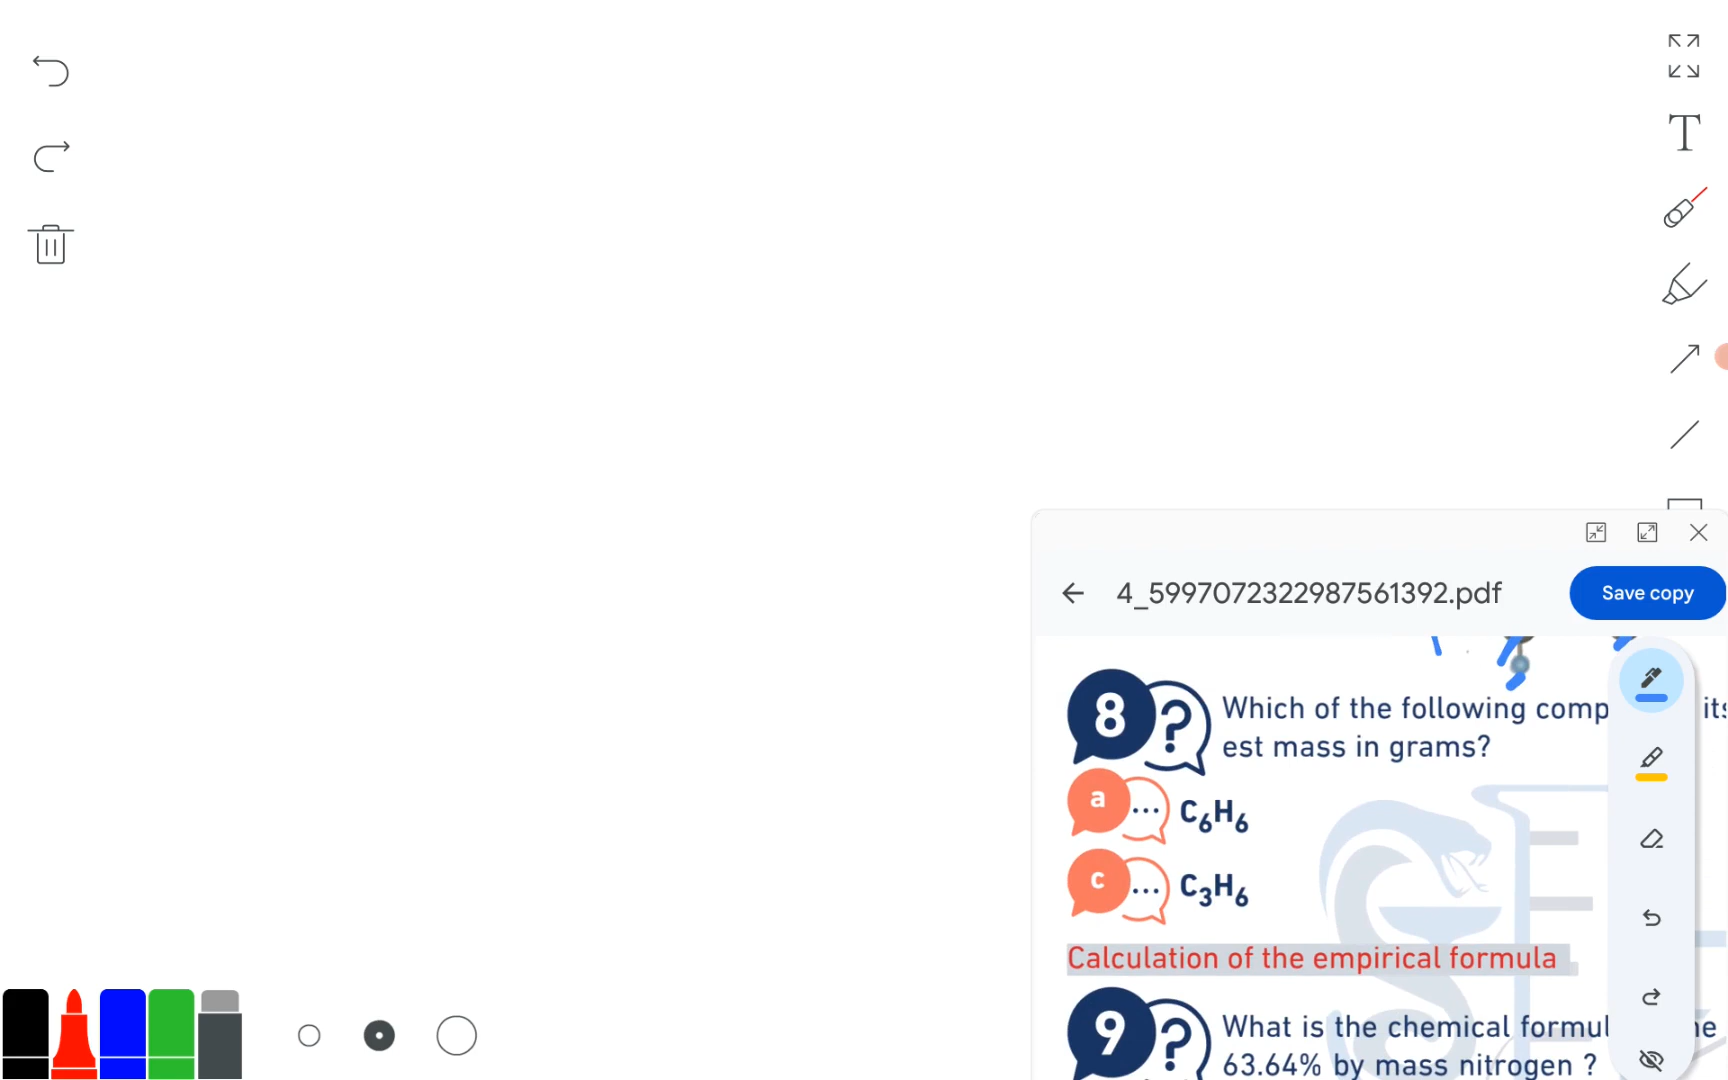 T
4_5997072322987561392.pdf
Save copy
8 ? Which of the following comp its
est mass in grams?
a ... C₆H₆
c ... C₃H₆
Calculation of the empirical formula
9 ? What is the chemical formul ne
63.64% by mass nitrogen ?